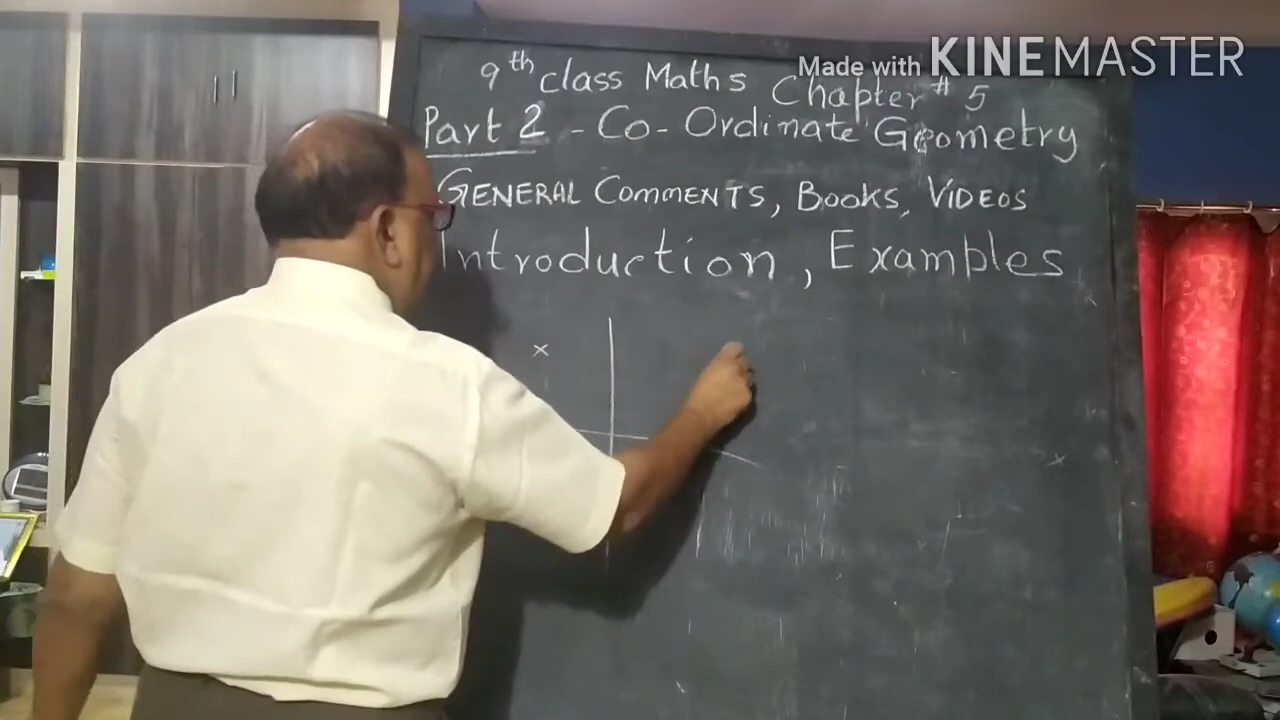 Made with KINEMASTER
9th class Maths Chapter # 5
Part 2 - Co-Ordinate Geometry
GENERAL COMMENTS, BOOKS, VIDEOS
Introduction, Examples
x
x